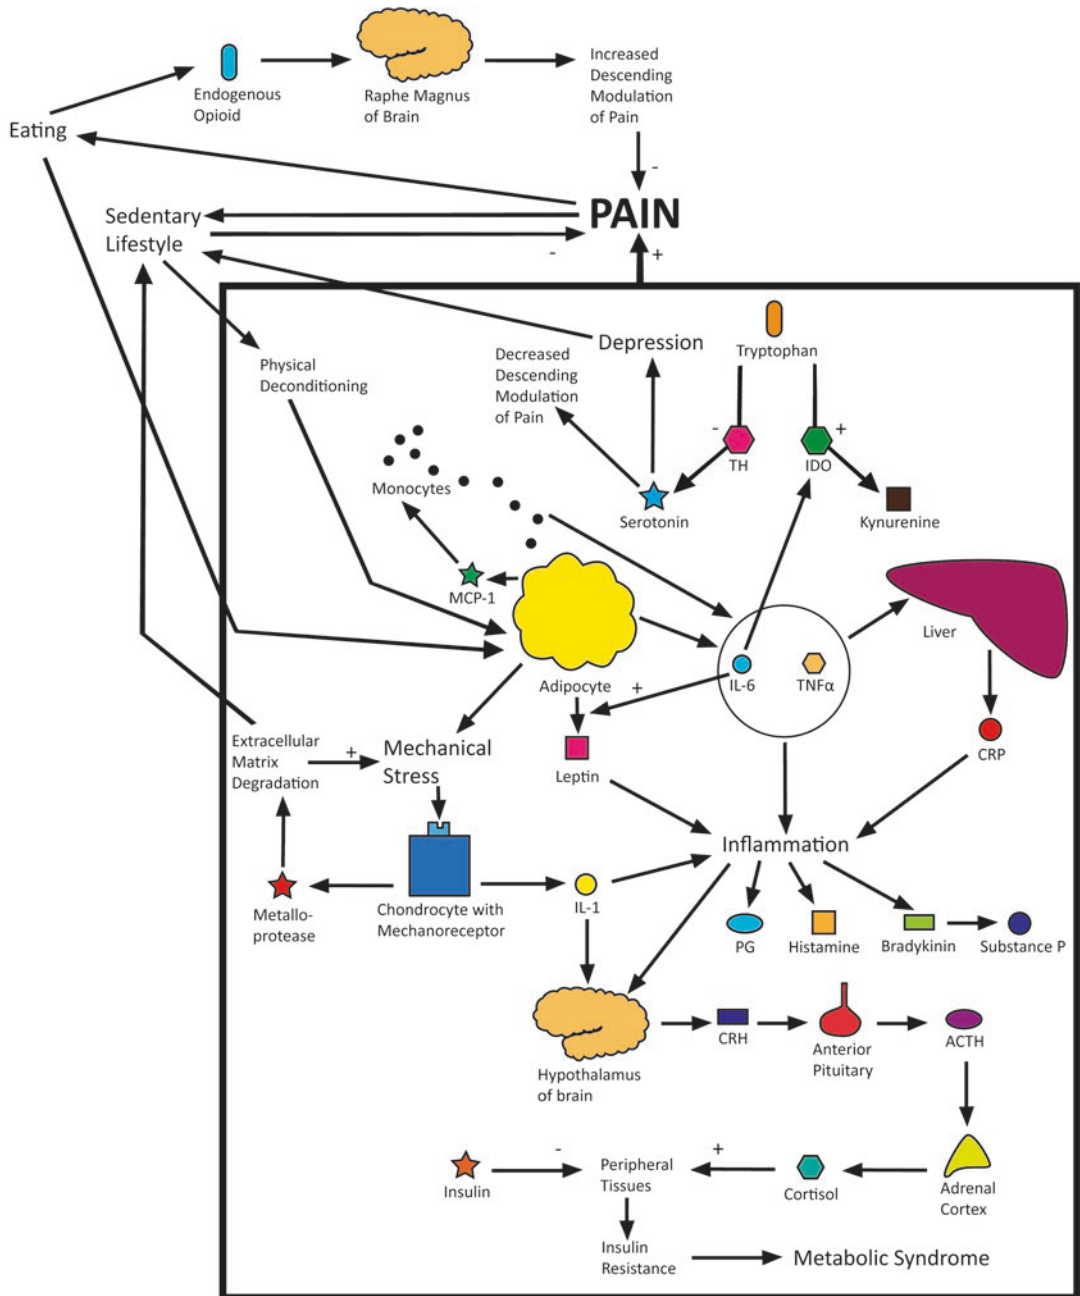 Endogenous
Opioid
Raphe Magnus
of Brain
Increased
Descending
Modulation
of Pain
Eating
-
PAIN
Sedentary
Lifestyle
-
+
Physical
Deconditioning
Decreased
Descending
Modulation
of Pain
Depression
Tryptophan
-
TH
+
IDO
Serotonin
Kynurenine
Monocytes
MCP-1
Adipocyte
IL-6
TNFα
Liver
+
CRP
Leptin
Extracellular
Matrix
Degradation
+
Mechanical
Stress
Inflammation
Metallo-
protease
Chondrocyte with
Mechanoreceptor
IL-1
PG
Histamine
Bradykinin
Substance P
Hypothalamus
of brain
CRH
Anterior
Pituitary
ACTH
Insulin
-
Peripheral
Tissues
+
Cortisol
Adrenal
Cortex
Insulin
Resistance
Metabolic Syndrome